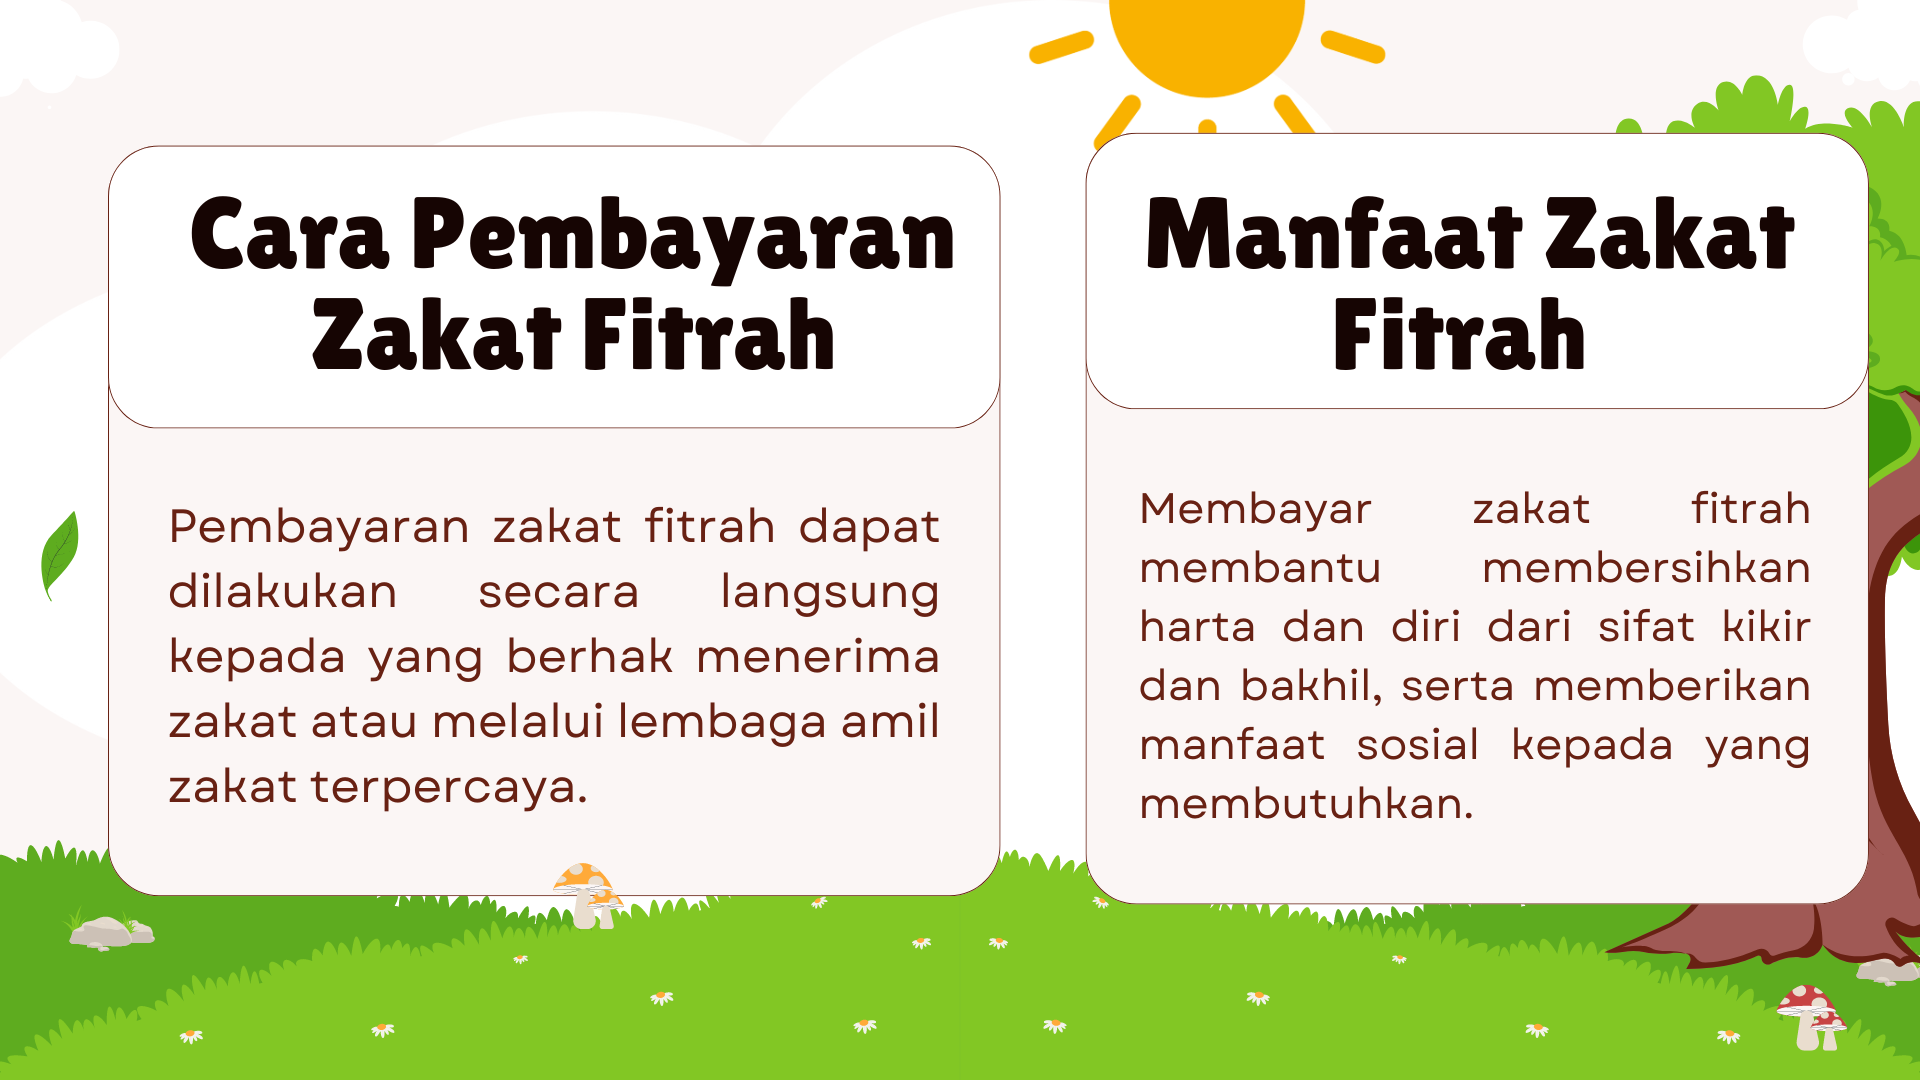 Cara Pembayaran
Zakat Fitrah
Pembayaran zakat fitrah dapat
dilakukan secara langsung
kepada yang berhak menerima
zakat atau melalui lembaga amil
zakat terpercaya.
Manfaat Zakat
Fitrah
Membayar zakat fitrah
membantu membersihkan
harta dan diri dari sifat kikir
dan bakhil, serta memberikan
manfaat sosial kepada yang
membutuhkan.